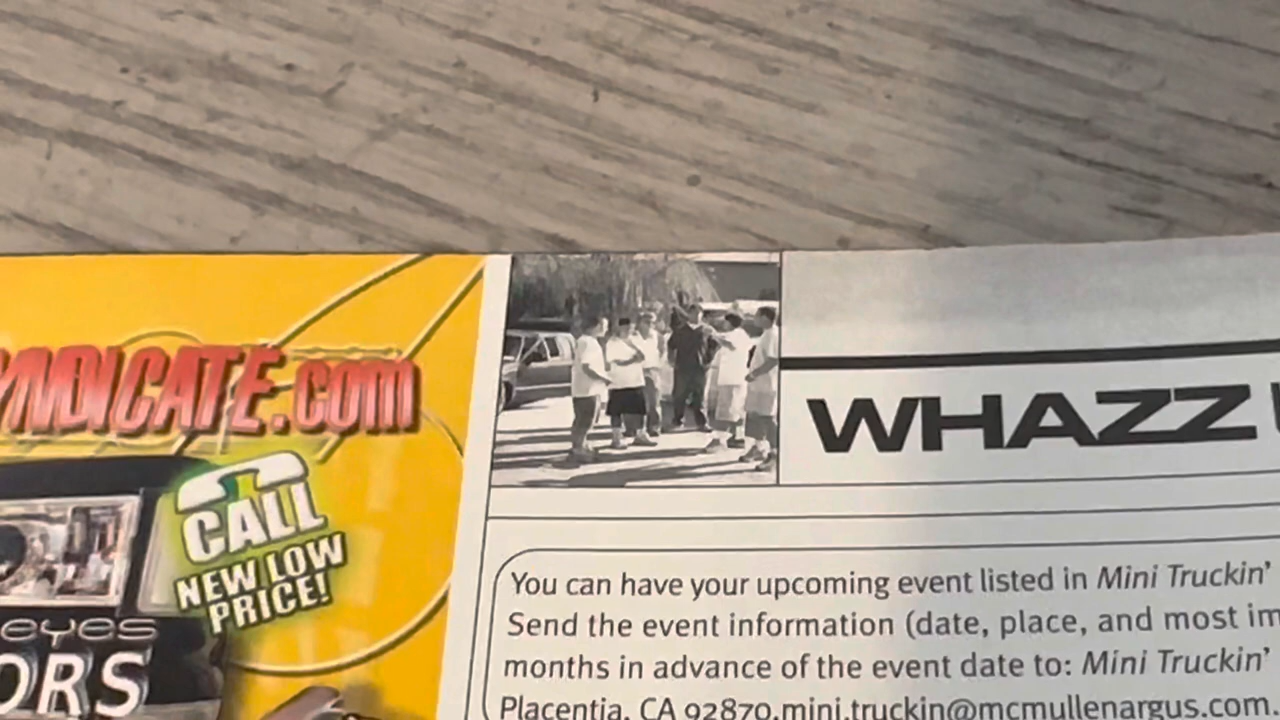 YNDICATE.com
CALL
NEW LOW
PRICE!
eyes
ORS
WHAZZ
You can have your upcoming event listed in Mini Truckin'
Send the event information (date, place, and most im
months in advance of the event date to: Mini Truckin'
Placentia, CA 92870,mini.truckin@mcmullenargus.com.